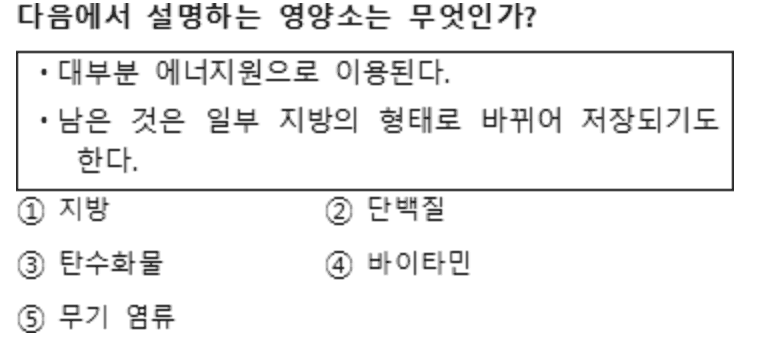 다음에서 설명하는 영양소는 무엇인가?
• 대부분 에너지원으로 이용된다.
• 남은 것은 일부 지방의 형태로 바뀌어 저장되기도
한다.
① 지방 ② 단백질
③ 탄수화물 ④ 바이타민
⑤ 무기 염류